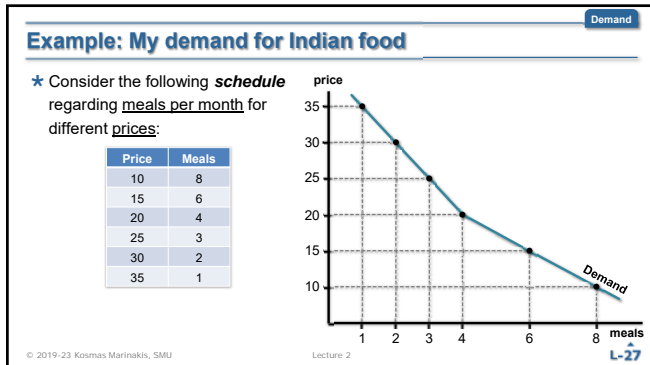 Demand
Example: My demand for Indian food
* Consider the following schedule
regarding meals per month for
different prices:
Price Meals
10 8
15 6
20 4
25 3
30 2
35 1
price
35
30
25
20
15
10
Demand
1 2 3 4 6 8 meals
© 2019-23 Kosmas Marinakis, SMU
Lecture 2
L-27